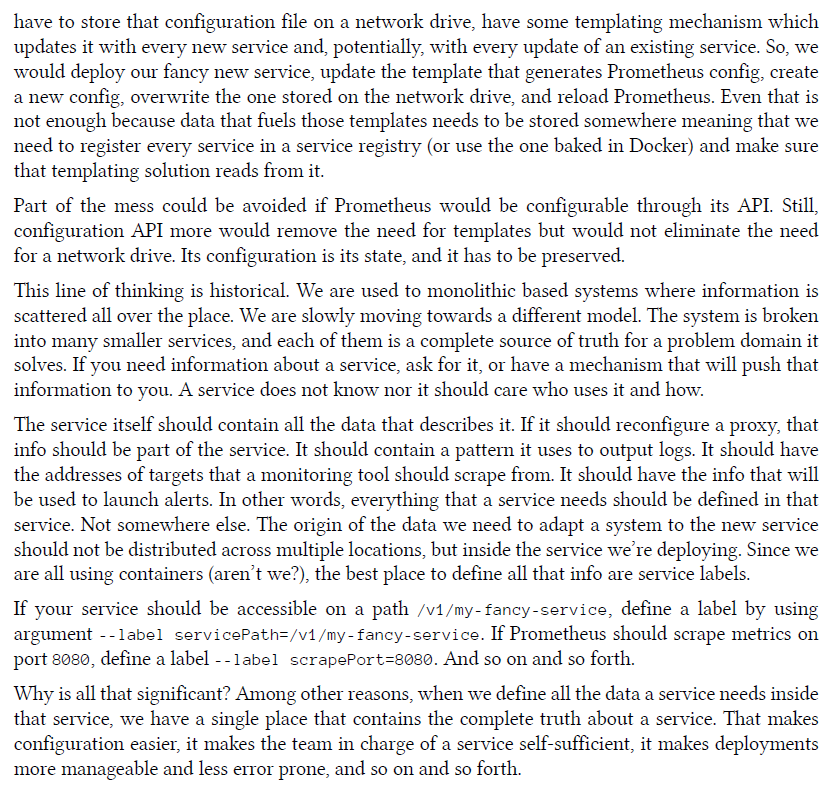 have to store that configuration file on a network drive, have some templating mechanism which
updates it with every new service and, potentially, with every update of an existing service. So, we
would deploy our fancy new service, update the template that generates Prometheus config, create
a new config, overwrite the one stored on the network drive, and reload Prometheus. Even that is
not enough because data that fuels those templates needs to be stored somewhere meaning that we
need to register every service in a service registry (or use the one baked in Docker) and make sure
that templating solution reads from it.
Part of the mess could be avoided if Prometheus would be configurable through its API. Still,
configuration API more would remove the need for templates but would not eliminate the need
for a network drive. Its configuration is its state, and it has to be preserved.
This line of thinking is historical. We are used to monolithic based systems where information is
scattered all over the place. We are slowly moving towards a different model. The system is broken
into many smaller services, and each of them is a complete source of truth for a problem domain it
solves. If you need information about a service, ask for it, or have a mechanism that will push that
information to you. A service does not know nor it should care who uses it and how.
The service itself should contain all the data that describes it. If it should reconfigure a proxy, that
info should be part of the service. It should contain a pattern it uses to output logs. It should have
the addresses of targets that a monitoring tool should scrape from. It should have the info that will
be used to launch alerts. In other words, everything that a service needs should be defined in that
service. Not somewhere else. The origin of the data we need to adapt a system to the new service
should not be distributed across multiple locations, but inside the service we’re deploying. Since we
are all using containers (aren’t we?), the best place to define all that info are service labels.
If your service should be accessible on a path /v1/my-fancy-service, define a label by using
argument --label servicePath=/v1/my-fancy-service. If Prometheus should scrape metrics on
port 8080, define a label --label scrapePort=8080. And so on and so forth.
Why is all that significant? Among other reasons, when we define all the data a service needs inside
that service, we have a single place that contains the complete truth about a service. That makes
configuration easier, it makes the team in charge of a service self-sufficient, it makes deployments
more manageable and less error prone, and so on and so forth.